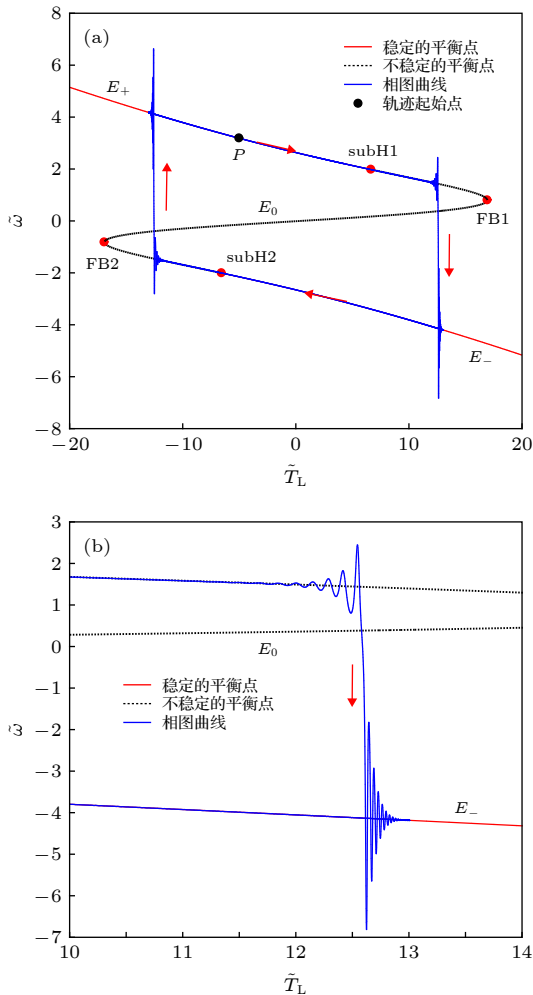 (a)
稳定的平衡点
不稳定的平衡点
相图曲线
轨迹起始点
E₊
P
subH1
E₀
FB1
FB2
subH2
E₋
8
6
4
2
0
−2
−4
−6
−8
ω̃
−20
−10
0
10
20
T̃_L
(b)
3
2
1
0
−1
−2
−3
−4
−5
−6
−7
ω̃
E₀
稳定的平衡点
不稳定的平衡点
相图曲线
E₋
10
11
12
13
14
T̃_L